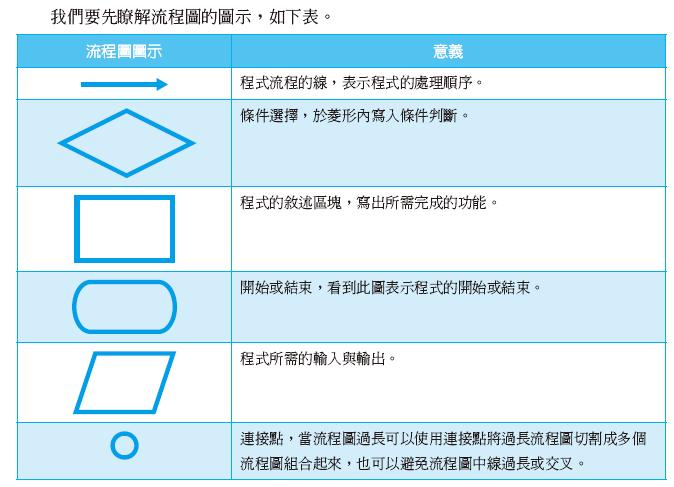 我們要先瞭解流程圖的圖示，如下表。
流程圖圖示
意義
程式流程的線，表示程式的處理順序。
條件選擇，於菱形內寫入條件判斷。
程式的敘述區塊，寫出所需完成的功能。
開始或結束，看到此圖表示程式的開始或結束。
程式所需的輸入與輸出。
連接點，當流程圖過長可以使用連接點將過長流程圖切割成多個
流程圖組合起來，也可以避免流程圖中線過長或交叉。